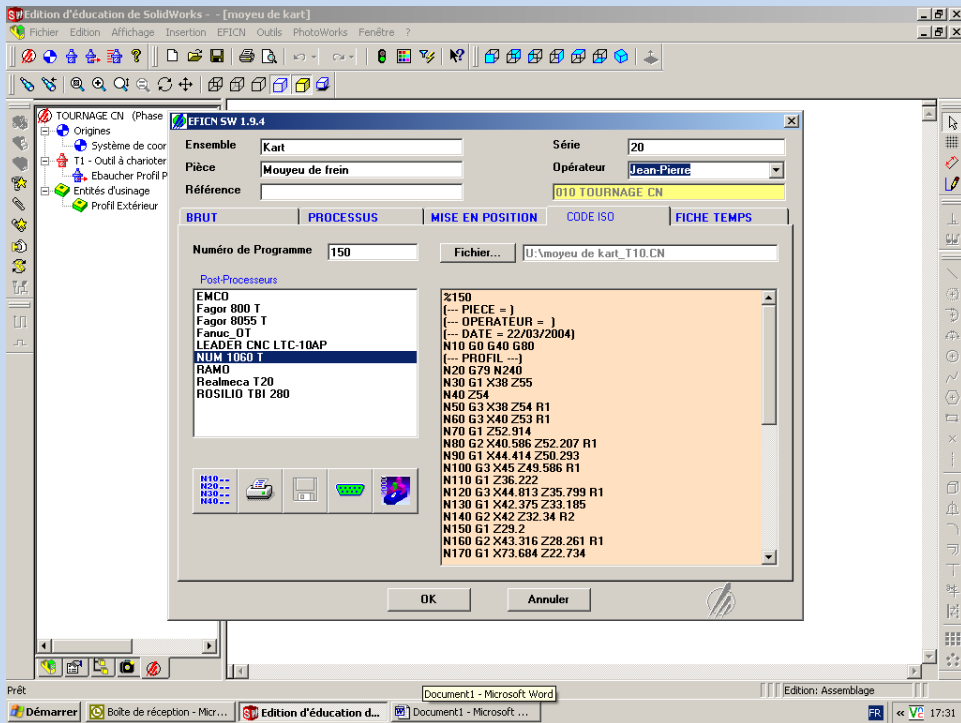 Edition d'éducation de SolidWorks - - [moyeu de kart]
Fichier Edition Affichage Insertion EFICN Outils PhotoWorks Fenêtre ?
TOURNAGE CN (Phase
Origines
Système de coor
T1 - Outil à charioter
Ebaucher Profil P
Entités d'usinage
Profil Extérieur
EFICN SW 1.9.4
Ensemble Kart Série 20
Pièce Mouyeu de frein Opérateur Jean-Pierre
Référence 010 TOURNAGE CN
BRUT PROCESSUS MISE EN POSITION CODE ISO FICHE TEMPS
Numéro de Programme 150 Fichier... U:\moyeu de kart_T10.CN
Post-Processeurs
EMCO
Fagor 800 T
Fagor 8055 T
Fanuc_OT
LEADER CNC LTC-10AP
NUM 1060 T
RAMO
Realmeca T20
ROSILIO TBI 280
N10--
N20--
N30--
N40--
%150
(--- PIECE = )
(--- OPERATEUR = )
(--- DATE = 22/03/2004)
N10 G0 G40 G80
(--- PROFIL ---)
N20 G79 N240
N30 G1 X38 Z55
N40 Z54
N50 G3 X38 Z54 R1
N60 G3 X40 Z53 R1
N70 G1 Z52.914
N80 G2 X40.586 Z52.207 R1
N90 G1 X44.414 Z50.293
N100 G3 X45 Z49.586 R1
N110 G1 Z36.222
N120 G3 X44.813 Z35.799 R1
N130 G1 X42.375 Z33.185
N140 G2 X42 Z32.34 R2
N150 G1 Z29.2
N160 G2 X43.316 Z28.261 R1
N170 G1 X73.684 Z22.734
OK Annuler
Prêt
Document1 - Microsoft Word
Edition: Assemblage
Démarrer Boîte de récept‌ion - Micr... Edition d'éducation d... Document1 - Microsoft ... FR « 17:31